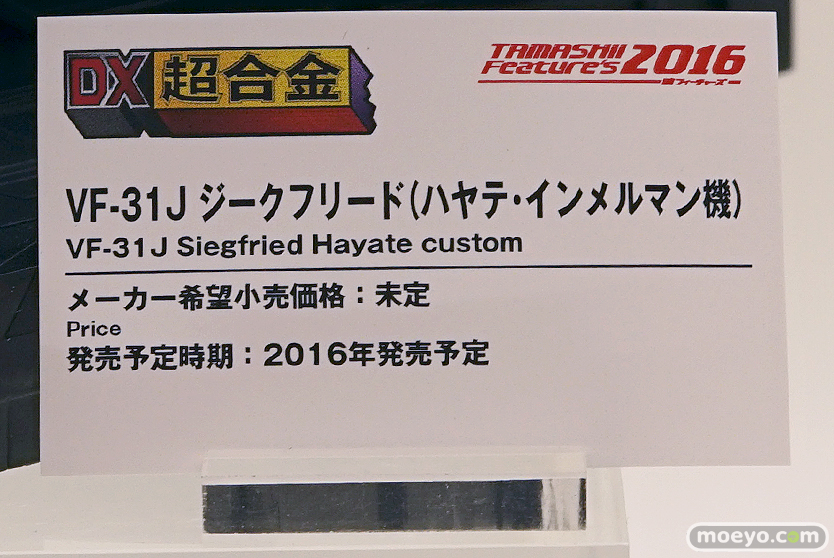 DX超合金
TAMASHII
Features 2016
魂フィーチャーズ
VF-31J ジークフリード(ハヤテ・インメルマン機)
VF-31J Siegfried Hayate custom
メーカー希望小売価格：未定
Price
発売予定時期：2016年発売予定
moeyo.com